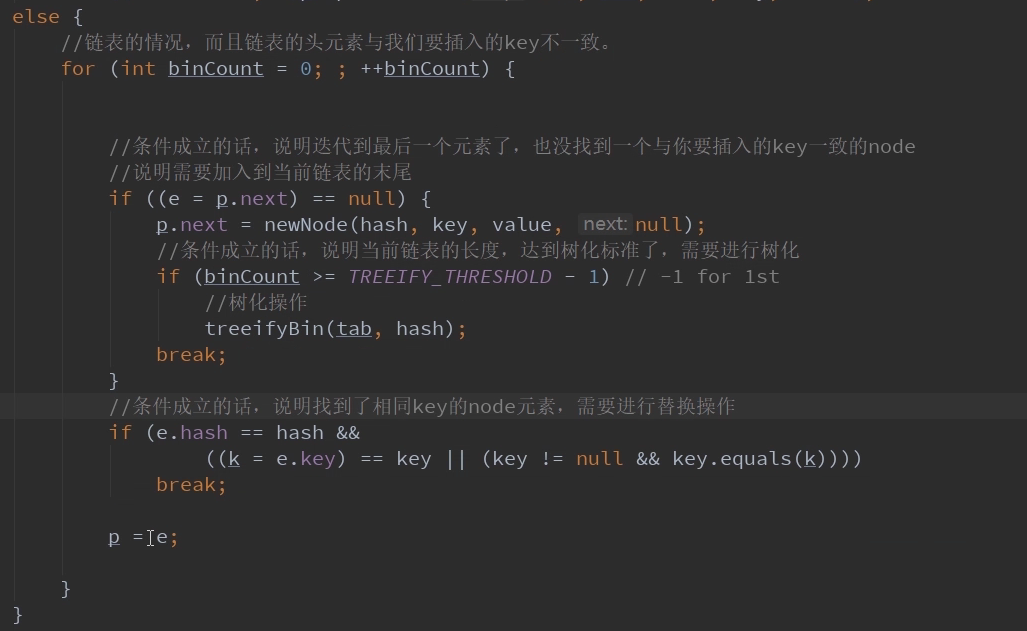 else {
//链表的情况，而且链表的头元素与我们要插入的key不一致。
for (int binCount = 0; ; ++binCount) {
//条件成立的话，说明迭代到最后一个元素了，也没找到一个与你要插入的key一致的node
//说明需要加入到当前链表的末尾
if ((e = p.next) == null) {
p.next = newNode(hash, key, value, next: null);
//条件成立的话，说明当前链表的长度，达到树化标准了，需要进行树化
if (binCount >= TREEIFY_THRESHOLD - 1) // -1 for 1st
//树化操作
treeifyBin(tab, hash);
break;
}
//条件成立的话，说明找到了相同key的node元素，需要进行替换操作
if (e.hash == hash &&
((k = e.key) == key || (key != null && key.equals(k))))
break;
p = e;
}
}